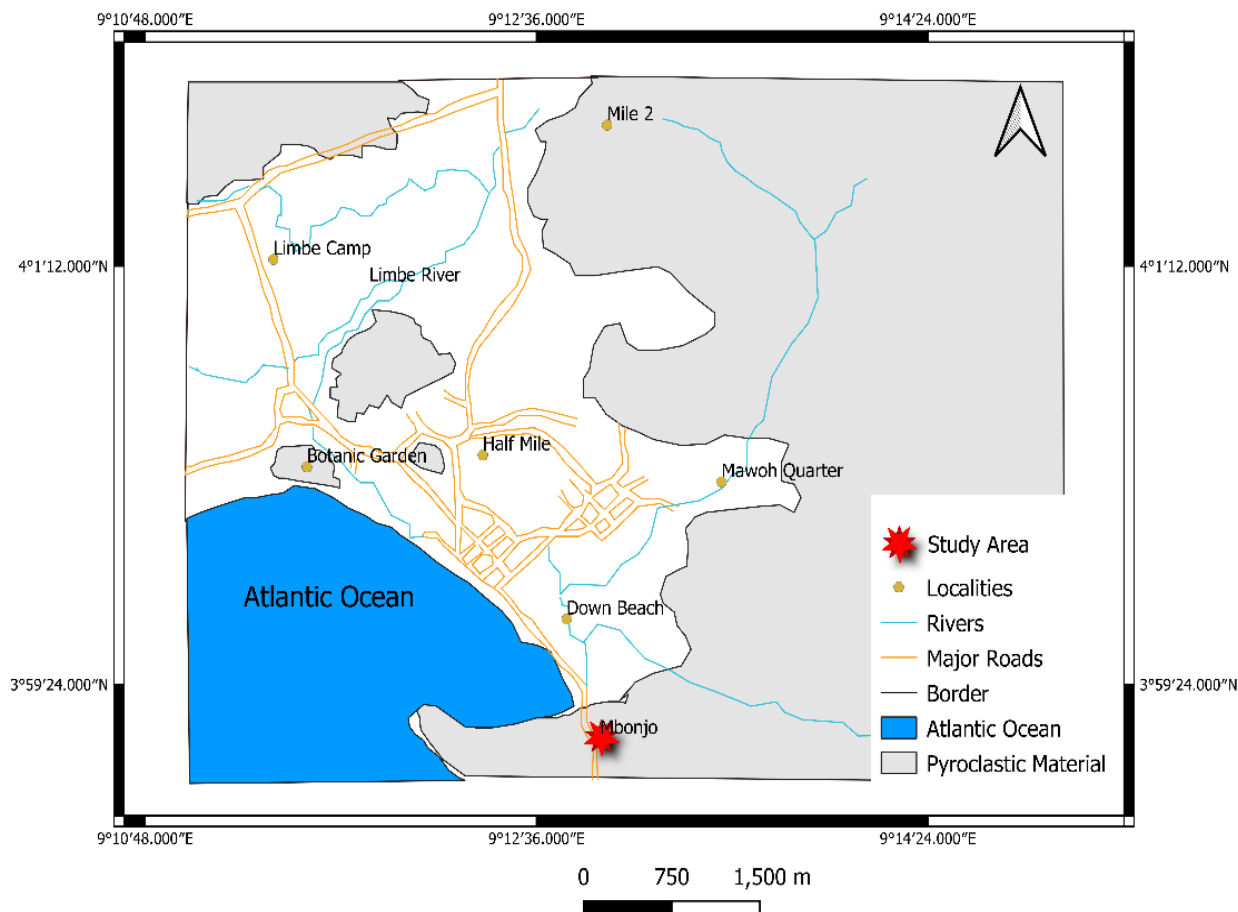 9°10′48.000″E 9°12′36.000″E 9°14′24.000″E
Mile 2
Limbe Camp
4°1′12.000″N 4°1′12.000″N
Limbe River
Half Mile
Botanic Garden
Mawoh Quarter
Study Area
Atlantic Ocean
Localities
Down Beach
Rivers
Major Roads
3°59′24.000″N 3°59′24.000″N
Border
Mbonjo
Atlantic Ocean
Pyroclastic Material
9°10′48.000″E 9°12′36.000″E 9°14′24.000″E
0 750 1,500 m